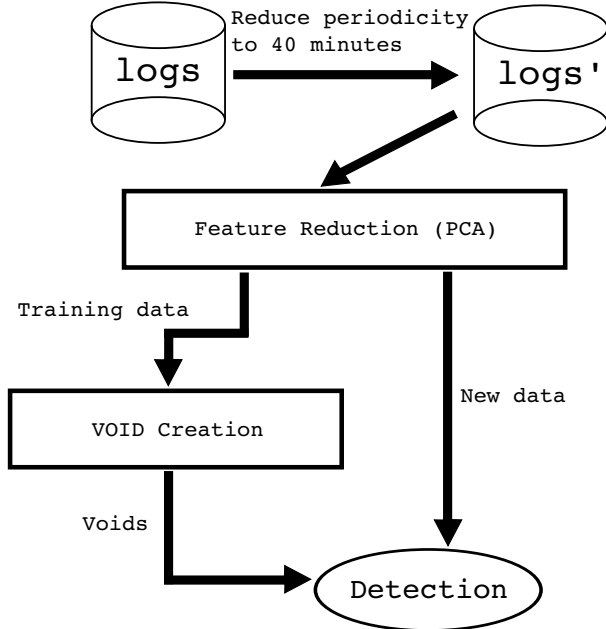 Reduce periodicity
to 40 minutes
logs
logs'
Feature Reduction (PCA)
Training data
New data
VOID Creation
Voids
Detection